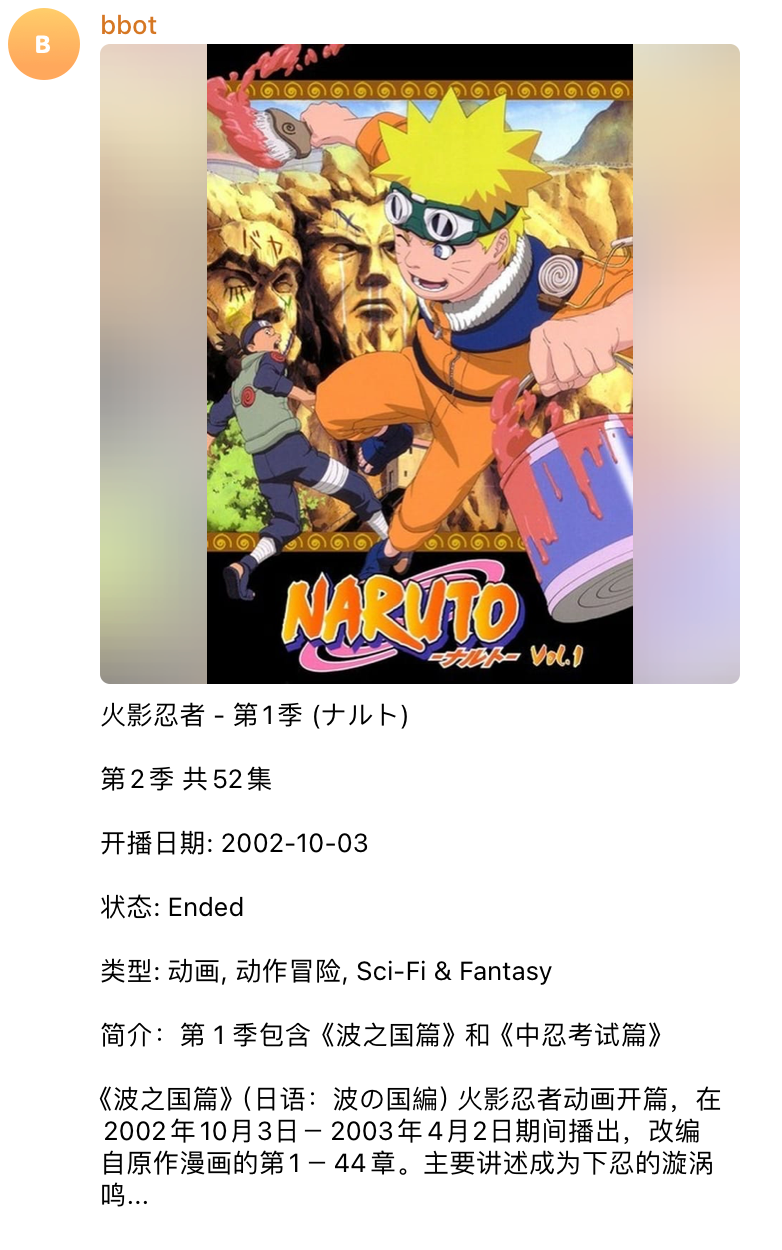 B
bbot
バヤ
NARUTO
-ナルト- Vol.1
火影忍者 - 第1季 (ナルト)
第2季 共52集
开播日期: 2002-10-03
状态: Ended
类型: 动画, 动作冒险, Sci-Fi & Fantasy
简介：第 1 季包含《波之国篇》和《中忍考试篇》
《波之国篇》（日语：波の国編）火影忍者动画开篇，在
2002年10月3日－2003年4月2日期间播出，改编
自原作漫画的第1－44章。主要讲述成为下忍的漩涡
鸣...